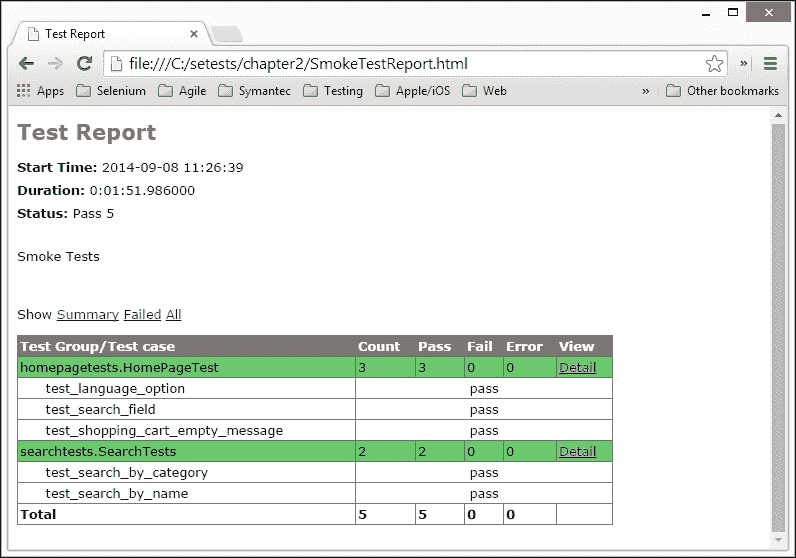 Test Report
file:///C:/setests/chapter2/SmokeTestReport.html
Apps Selenium Agile Symantec Testing Apple/iOS Web » Other bookmarks
Test Report
Start Time: 2014-09-08 11:26:39
Duration: 0:01:51.986000
Status: Pass 5
Smoke Tests
Show Summary Failed All
Test Group/Test case Count Pass Fail Error View
homepagetests.HomePageTest 3 3 0 0 Detail
test_language_option pass
test_search_field pass
test_shopping_cart_empty_message pass
searchtests.SearchTests 2 2 0 0 Detail
test_search_by_category pass
test_search_by_name pass
Total 5 5 0 0